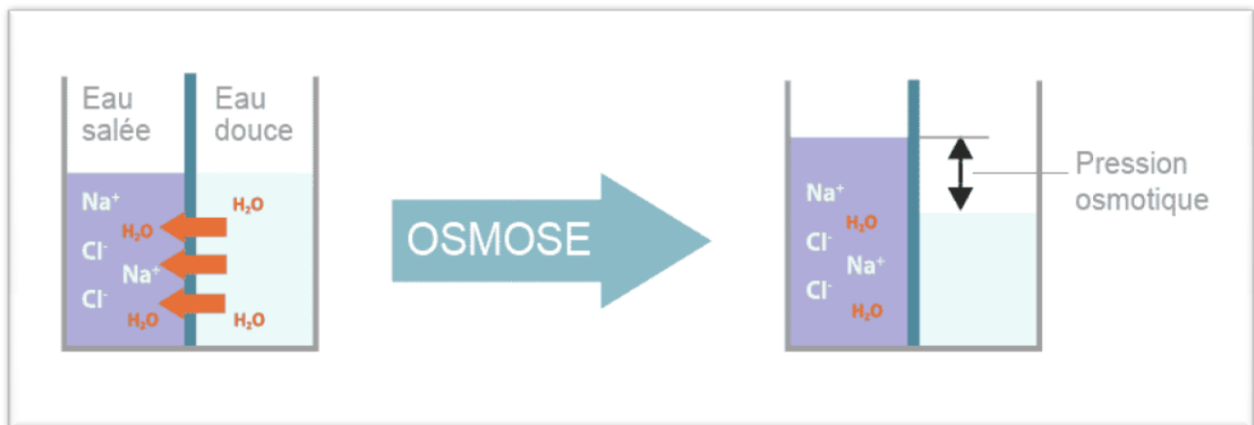 Eau
salée
Eau
douce
Na⁺
H₂O
H₂O
Cl⁻
Na⁺
Cl⁻
H₂O
H₂O
OSMOSE
Pression
osmotique
Na⁺
H₂O
Cl⁻
Na⁺
Cl⁻
H₂O